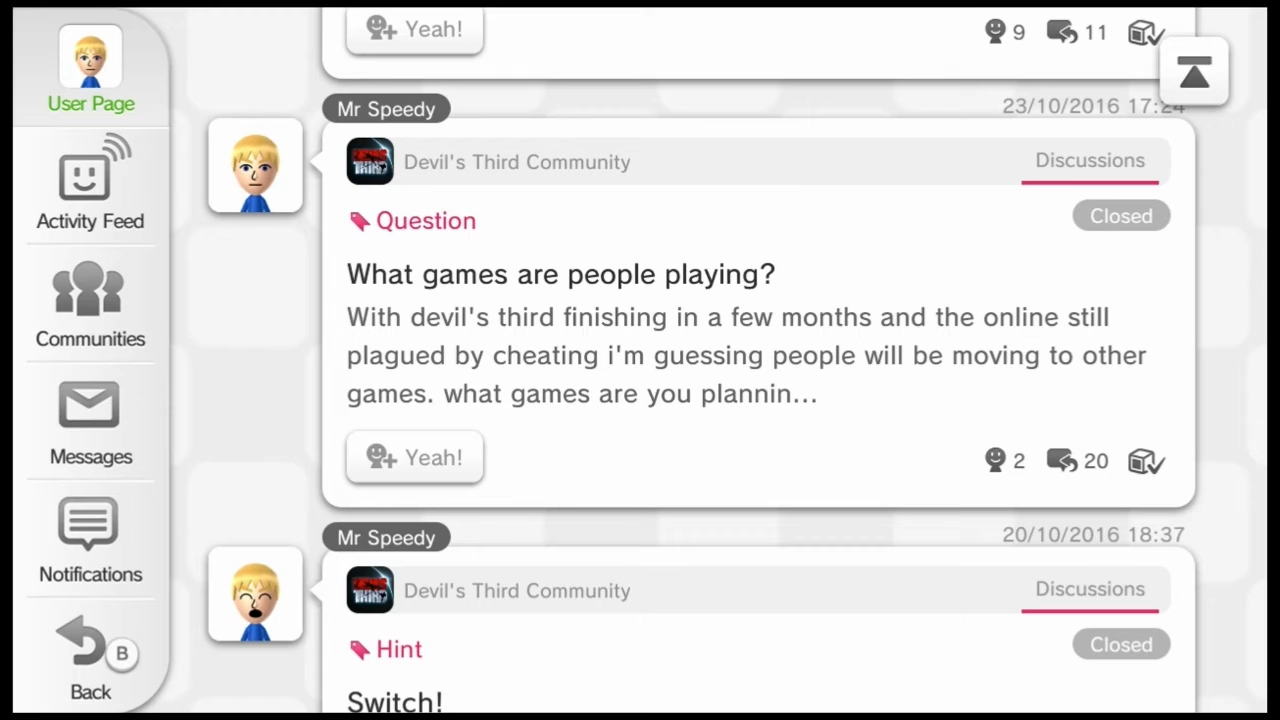 User Page
Activity Feed
Communities
Messages
Notifications
B
Back
Yeah!
9
11
Mr Speedy
23/10/2016 17:24
Devil's Third Community
Discussions
Question
Closed
What games are people playing?
With devil's third finishing in a few months and the online still
plagued by cheating i'm guessing people will be moving to other
games. what games are you plannin...
Yeah!
2
20
Mr Speedy
20/10/2016 18:37
Devil's Third Community
Discussions
Hint
Closed
Switch!